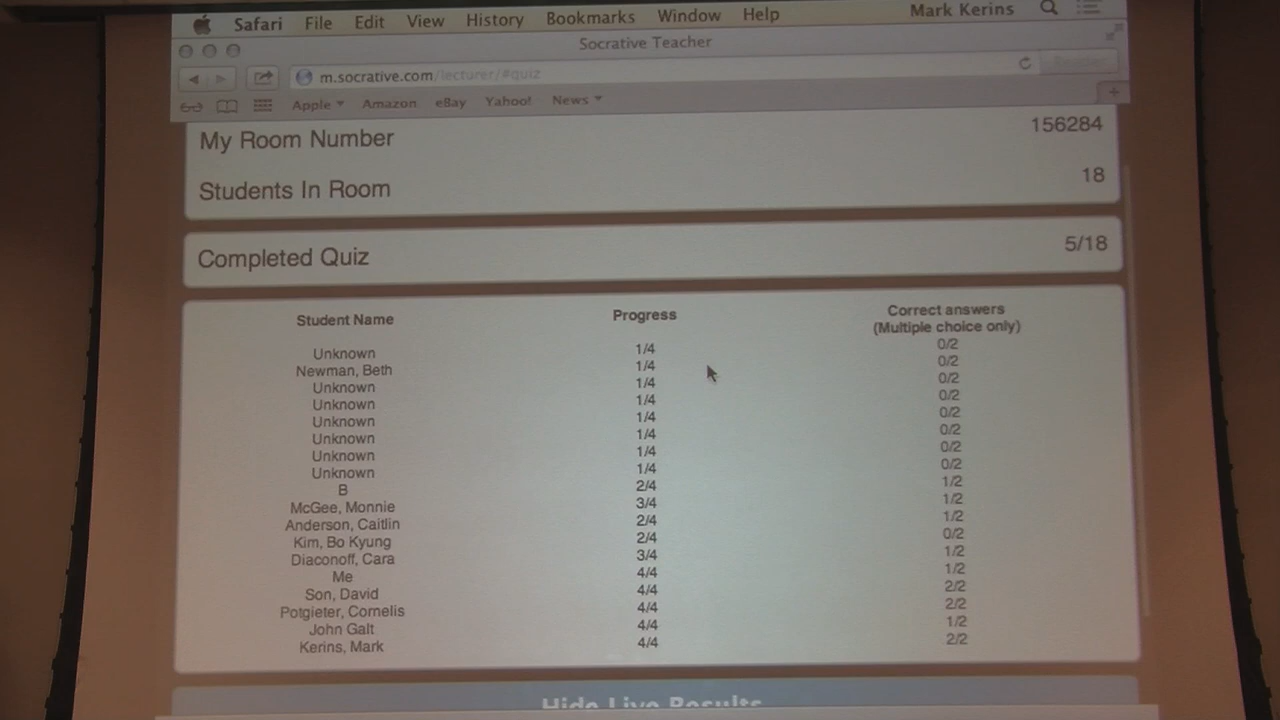 Safari File Edit View History Bookmarks Window Help Mark Kerins
Socrative Teacher
m.socrative.com/lecturer/#quiz
Apple Amazon eBay Yahoo! News
My Room Number 156284
Students In Room 18
Completed Quiz 5/18
Student Name Progress Correct answers
(Multiple choice only)
Unknown 1/4 0/2
Newman, Beth 1/4 0/2
Unknown 1/4 0/2
Unknown 1/4 0/2
Unknown 1/4 0/2
Unknown 1/4 0/2
Unknown 1/4 0/2
Unknown 1/4 0/2
B 2/4 1/2
McGee, Monnie 3/4 1/2
Anderson, Caitlin 2/4 1/2
Kim, Bo Kyung 2/4 0/2
Diaconoff, Cara 3/4 1/2
Me 4/4 1/2
Son, David 4/4 2/2
Potgieter, Cornelis 4/4 2/2
John Galt 4/4 1/2
Kerins, Mark 4/4 2/2
Hide Live Results